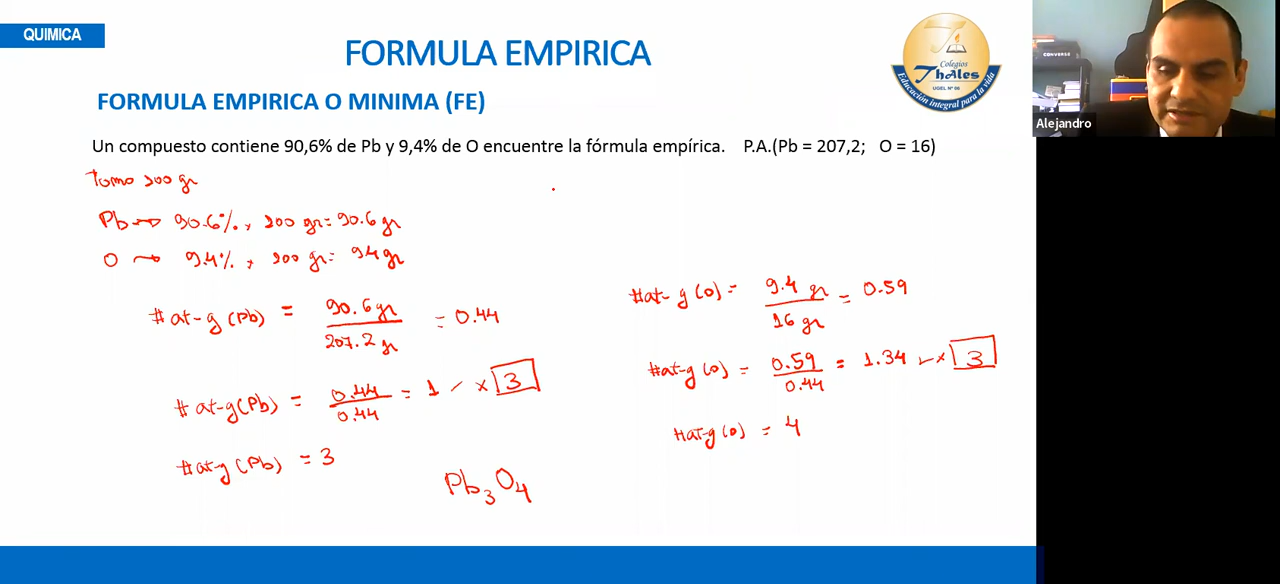 QUIMICA
FORMULA EMPIRICA
Colegios
Thales
UGEL Nº 06
Educación integral para la vida
CONVERSE
Alejandro
FORMULA EMPIRICA O MINIMA (FE)
Un compuesto contiene 90,6% de Pb y 9,4% de O encuentre la fórmula empírica. P.A.(Pb = 207,2; O = 16)
Tomo 100 gr
Pb → 90.6% x 100 gr = 90.6 gr
O → 9.4% x 100 gr = 9.4 gr
#at-g (Pb) = 90.6 gr / 207.2 gr = 0.44
#at-g (Pb) = 0.44 / 0.44 = 1 ✓ x 3
#at-g (Pb) = 3
#at-g (O) = 9.4 gr / 16 gr = 0.59
#at-g (O) = 0.59 / 0.44 = 1.34 ✓ x 3
#at-g (O) = 4
Pb3O4